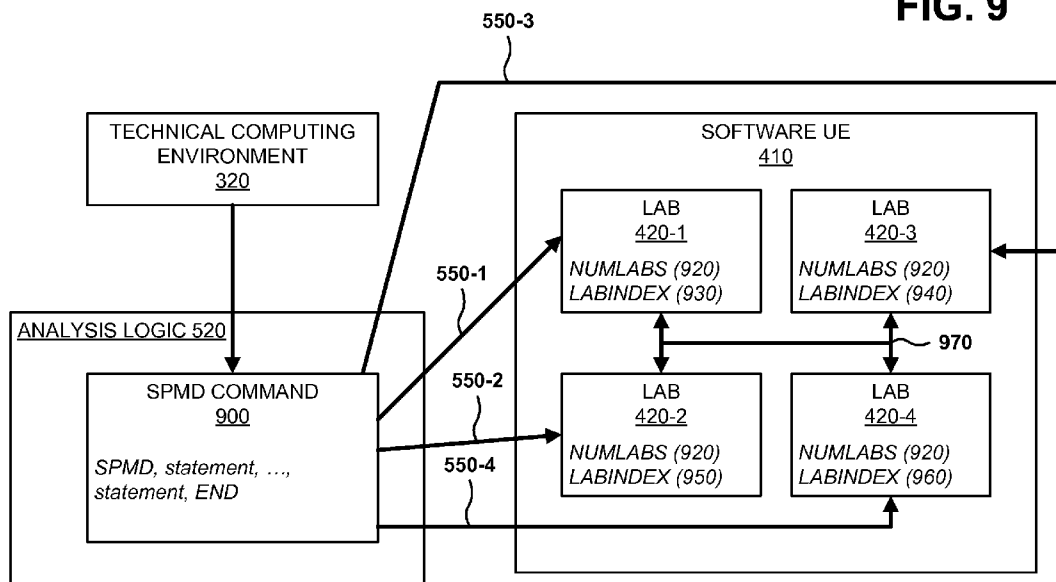 FIG. 9
550-3
TECHNICAL COMPUTING
ENVIRONMENT
320
SOFTWARE UE
410
LAB
420-1
NUMLABS (920)
LABINDEX (930)
LAB
420-3
NUMLABS (920)
LABINDEX (940)
550-1
ANALYSIS LOGIC 520
970
SPMD COMMAND
900
SPMD, statement, ...,
statement, END
550-2
550-4
LAB
420-2
NUMLABS (920)
LABINDEX (950)
LAB
420-4
NUMLABS (920)
LABINDEX (960)